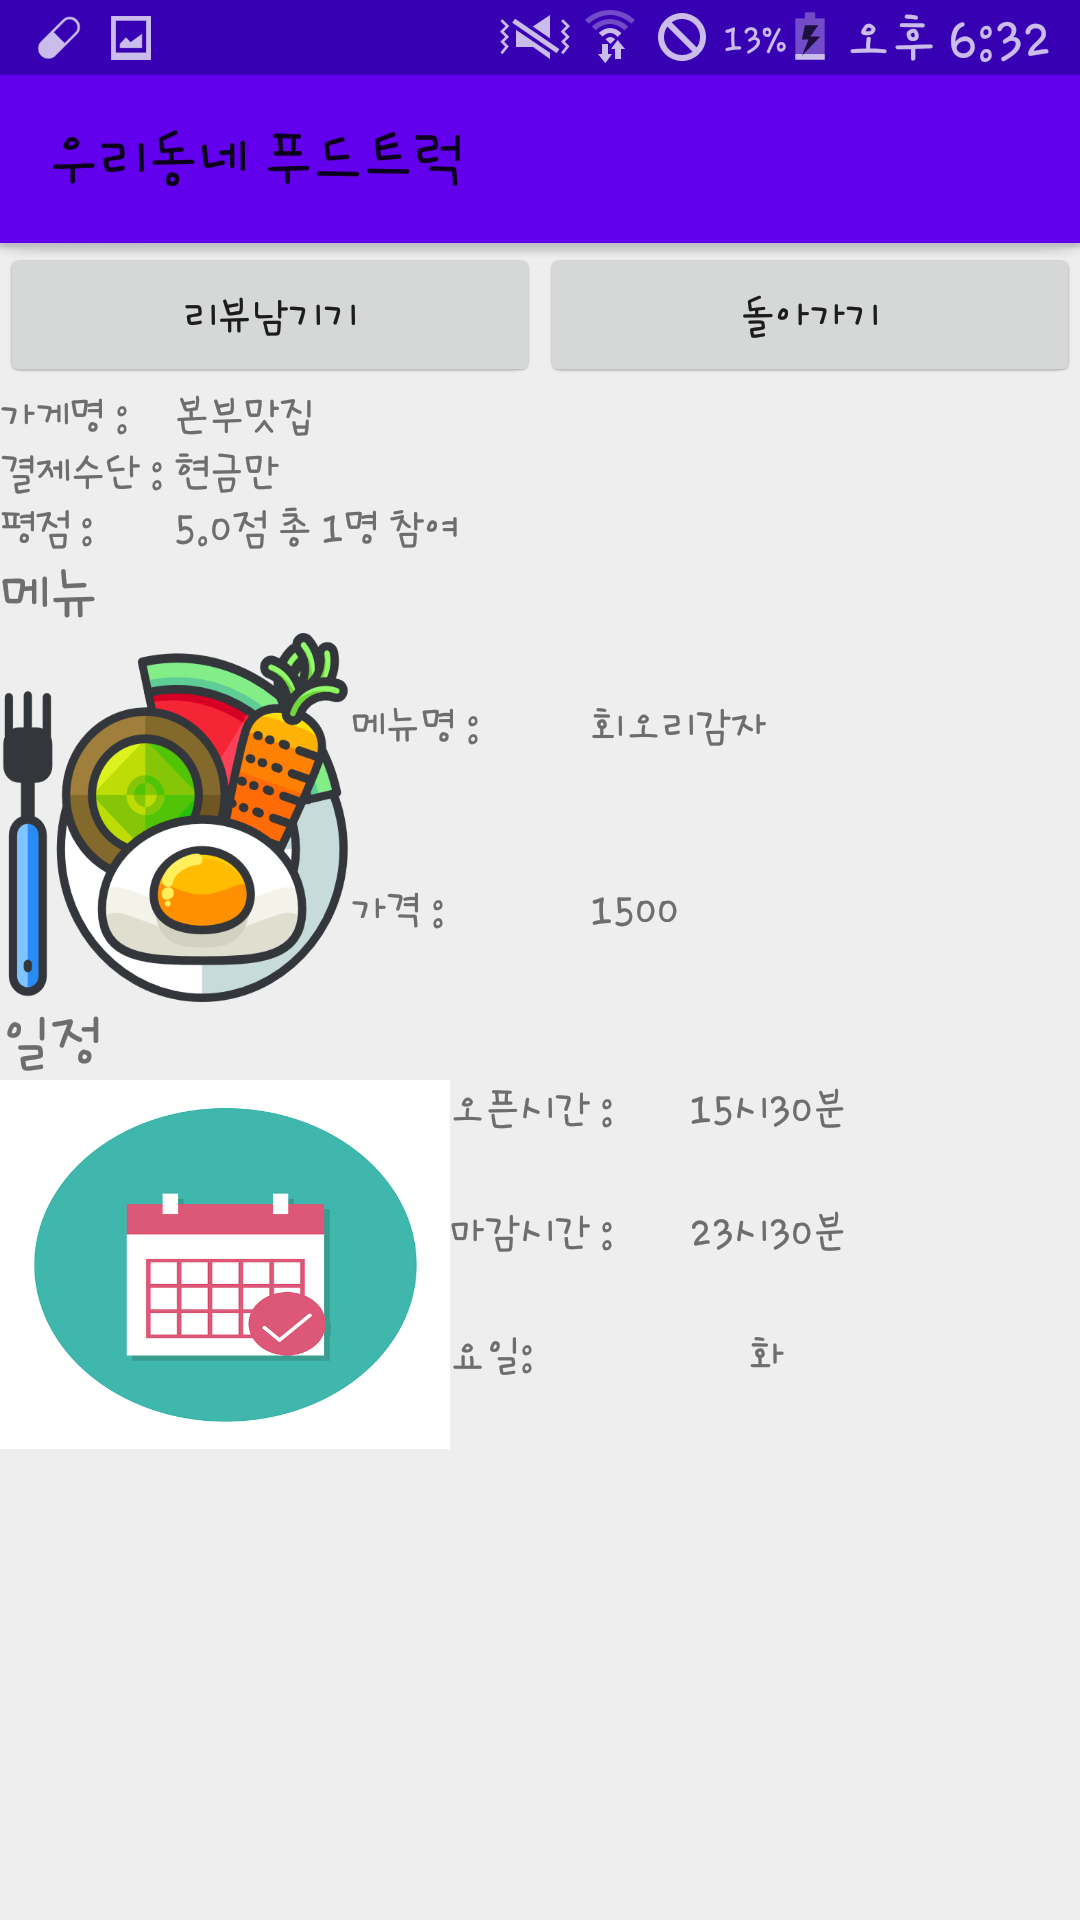 13% 오후 6:32
우리동네 푸드트럭
리뷰남기기 돌아가기
가게명 : 본부맛집
결제수단 : 현금만
평점 : 5.0점 총 1명 참여
메뉴
메뉴명 : 회오리감자
가격 : 1500
일정
오픈시간 : 15시30분
마감시간 : 23시30분
요일: 화